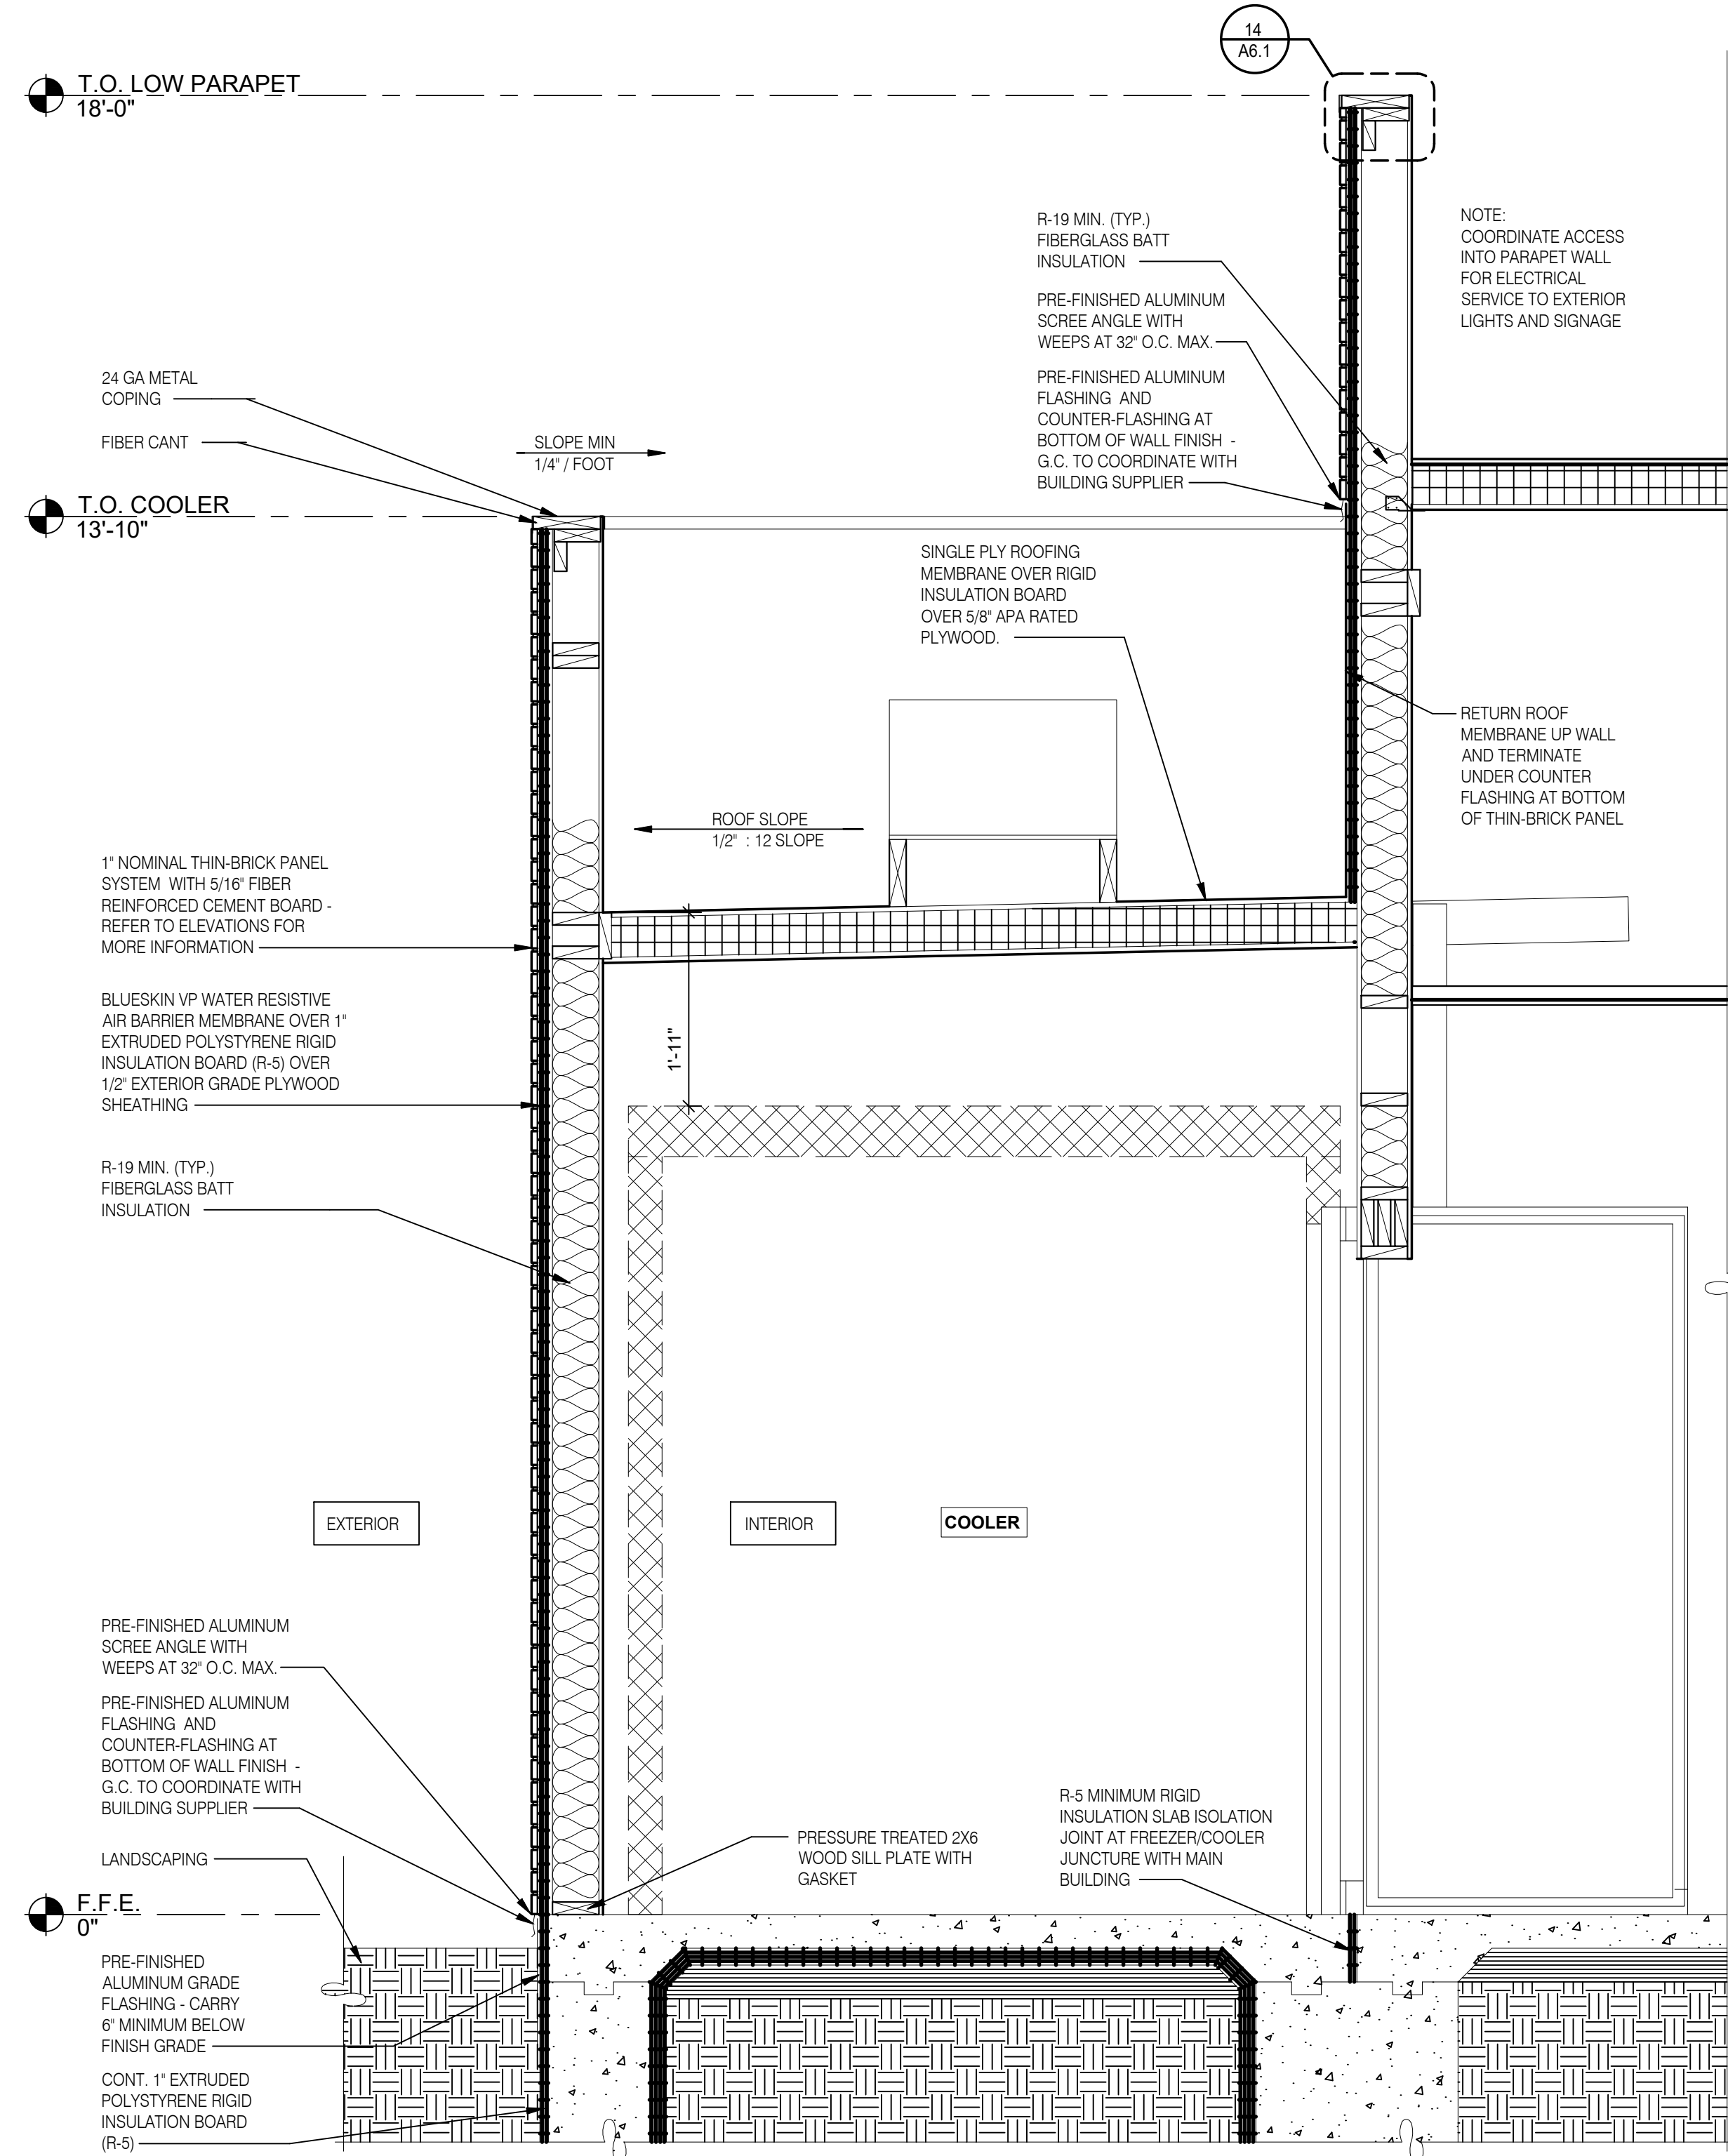 14
A6.1
T.O. LOW PARAPET
18'-0"
R-19 MIN. (TYP.)
FIBERGLASS BATT
INSULATION
PRE-FINISHED ALUMINUM
SCREE ANGLE WITH
WEEPS AT 32" O.C. MAX.
PRE-FINISHED ALUMINUM
FLASHING AND
COUNTER-FLASHING AT
BOTTOM OF WALL FINISH -
G.C. TO COORDINATE WITH
BUILDING SUPPLIER
NOTE:
COORDINATE ACCESS
INTO PARAPET WALL
FOR ELECTRICAL
SERVICE TO EXTERIOR
LIGHTS AND SIGNAGE
24 GA METAL
COPING
FIBER CANT
SLOPE MIN
1/4" / FOOT
T.O. COOLER
13'-10"
SINGLE PLY ROOFING
MEMBRANE OVER RIGID
INSULATION BOARD
OVER 5/8" APA RATED
PLYWOOD.
RETURN ROOF
MEMBRANE UP WALL
AND TERMINATE
UNDER COUNTER
FLASHING AT BOTTOM
OF THIN-BRICK PANEL
ROOF SLOPE
1/2" : 12 SLOPE
1" NOMINAL THIN-BRICK PANEL
SYSTEM WITH 5/16" FIBER
REINFORCED CEMENT BOARD -
REFER TO ELEVATIONS FOR
MORE INFORMATION
BLUESKIN VP WATER RESISTIVE
AIR BARRIER MEMBRANE OVER 1"
EXTRUDED POLYSTYRENE RIGID
INSULATION BOARD (R-5) OVER
1/2" EXTERIOR GRADE PLYWOOD
SHEATHING
1'-11"
R-19 MIN. (TYP.)
FIBERGLASS BATT
INSULATION
EXTERIOR
INTERIOR
COOLER
PRE-FINISHED ALUMINUM
SCREE ANGLE WITH
WEEPS AT 32" O.C. MAX.
PRE-FINISHED ALUMINUM
FLASHING AND
COUNTER-FLASHING AT
BOTTOM OF WALL FINISH -
G.C. TO COORDINATE WITH
BUILDING SUPPLIER
PRESSURE TREATED 2X6
WOOD SILL PLATE WITH
GASKET
R-5 MINIMUM RIGID
INSULATION SLAB ISOLATION
JOINT AT FREEZER/COOLER
JUNCTURE WITH MAIN
BUILDING
LANDSCAPING
F.F.E.
0"
PRE-FINISHED
ALUMINUM GRADE
FLASHING - CARRY
6" MINIMUM BELOW
FINISH GRADE
CONT. 1" EXTRUDED
POLYSTYRENE RIGID
INSULATION BOARD
(R-5)